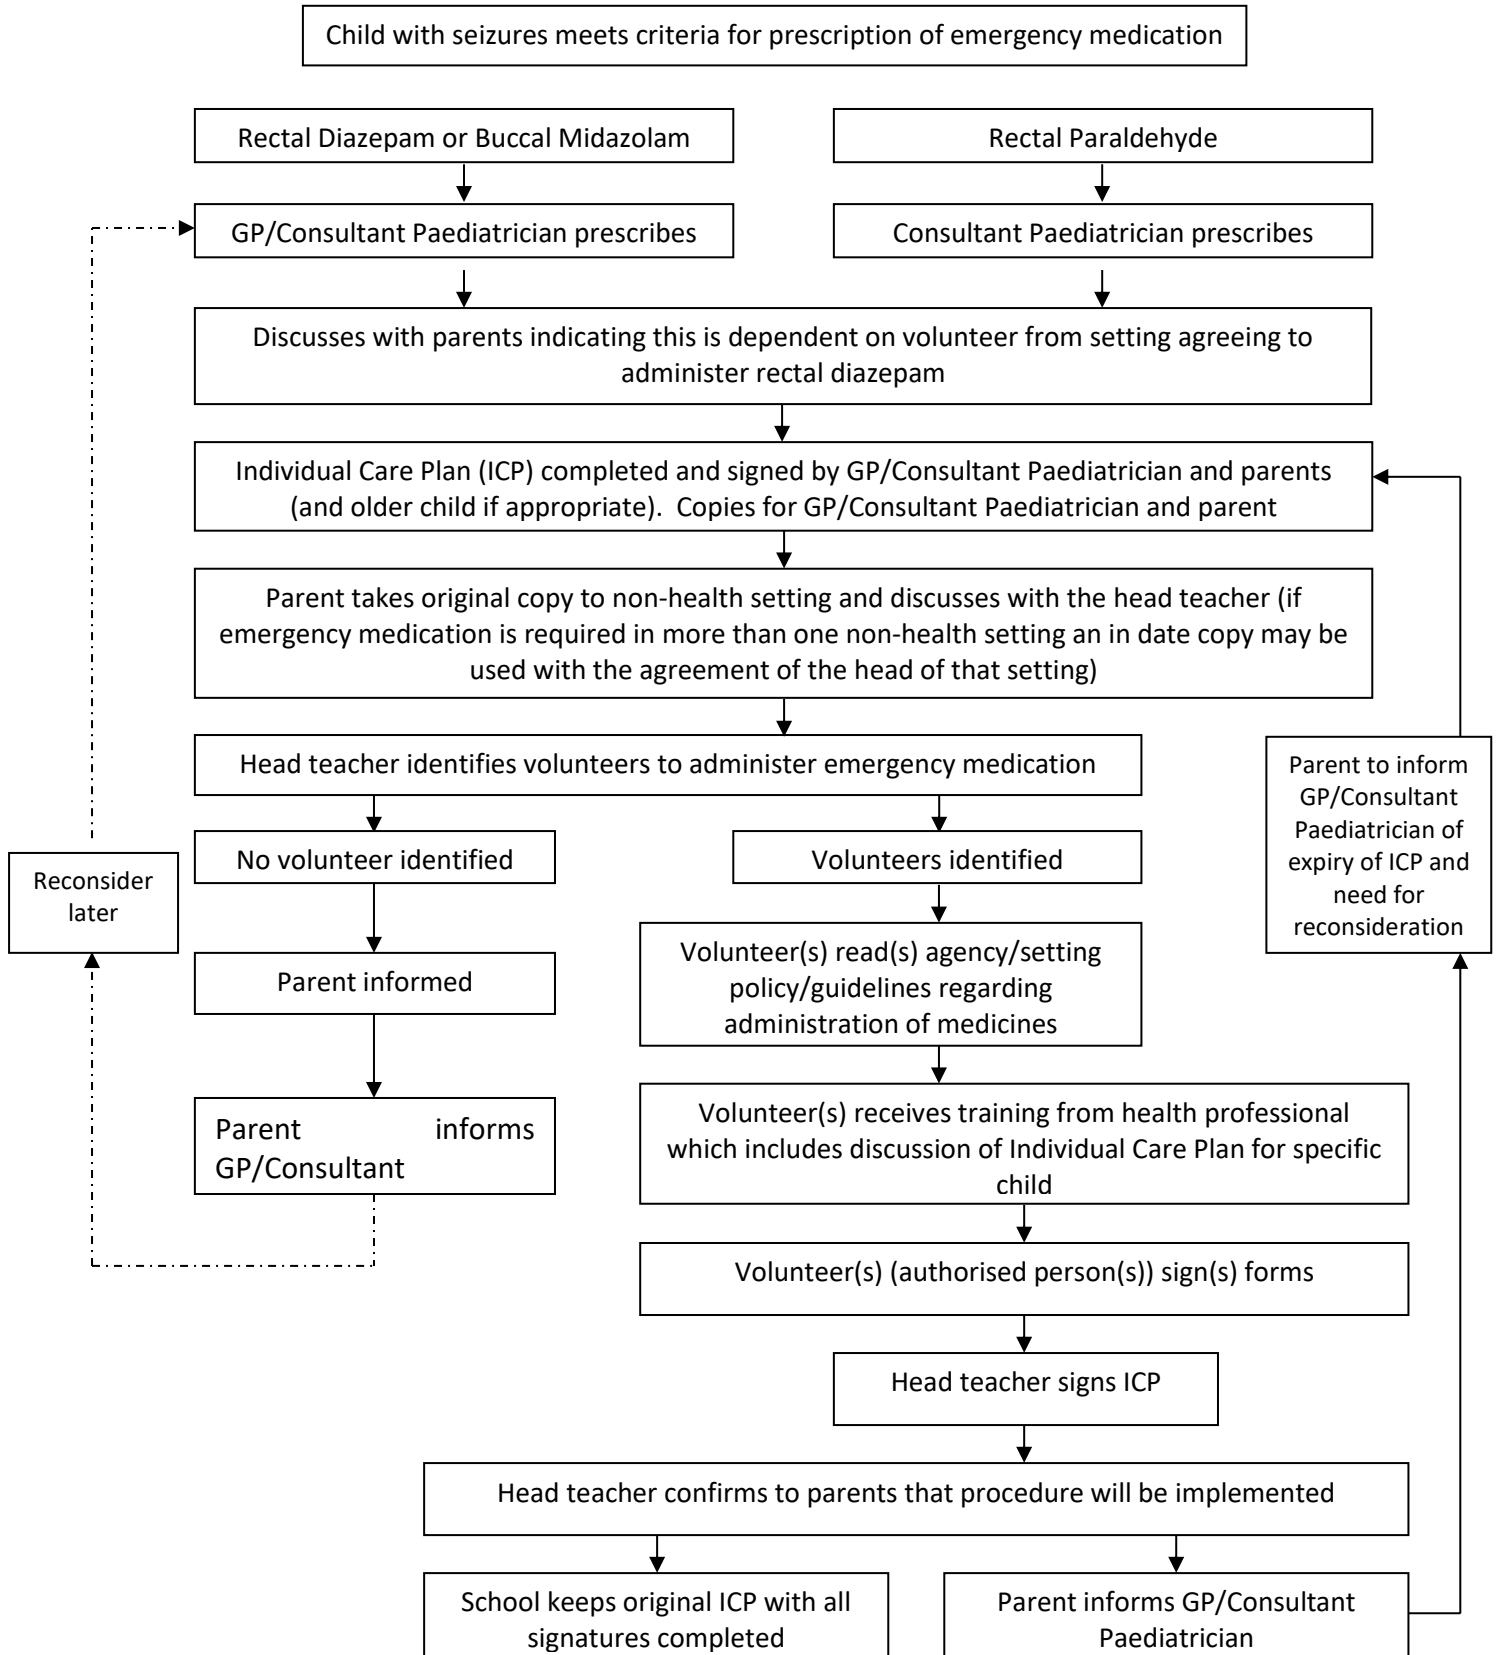 Child with seizures meets criteria for prescription of emergency medication
Rectal Diazepam or Buccal Midazolam
Rectal Paraldehyde
GP/Consultant Paediatrician prescribes
Consultant Paediatrician prescribes
Discusses with parents indicating this is dependent on volunteer from setting agreeing to
administer rectal diazepam
Individual Care Plan (ICP) completed and signed by GP/Consultant Paediatrician and parents
(and older child if appropriate).  Copies for GP/Consultant Paediatrician and parent
Parent takes original copy to non-health setting and discusses with the head teacher (if
emergency medication is required in more than one non-health setting an in date copy may be
used with the agreement of the head of that setting)
Head teacher identifies volunteers to administer emergency medication
Parent to inform
GP/Consultant
Paediatrician of
expiry of ICP and
need for
reconsideration
No volunteer identified
Volunteers identified
Reconsider
later
Parent informed
Volunteer(s) read(s) agency/setting
policy/guidelines regarding
administration of medicines
Parent informs
GP/Consultant
Volunteer(s) receives training from health professional
which includes discussion of Individual Care Plan for specific
child
Volunteer(s) (authorised person(s)) sign(s) forms
Head teacher signs ICP
Head teacher confirms to parents that procedure will be implemented
School keeps original ICP with all
signatures completed
Parent informs GP/Consultant
Paediatrician